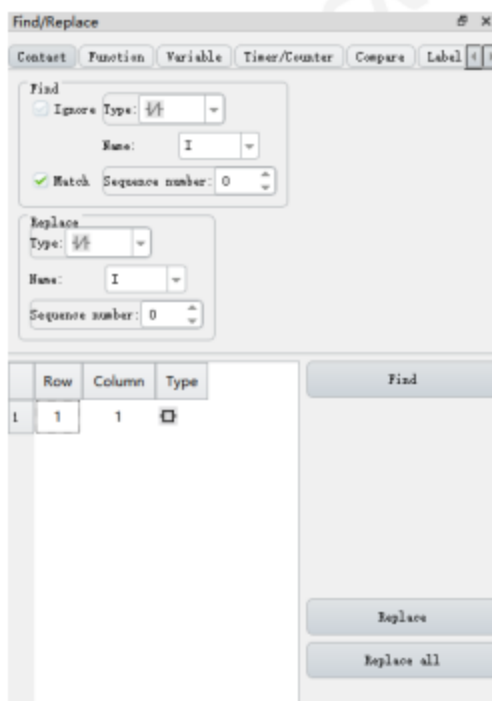 Find/Replace
Contact Function Variable Timer/Counter Compare Label
Find
Ignore Type:
Name: I
Match Sequence number: 0
Replace
Type:
Name: I
Sequence number: 0
Row Column Type Find
1 1 1
Replace
Replace all